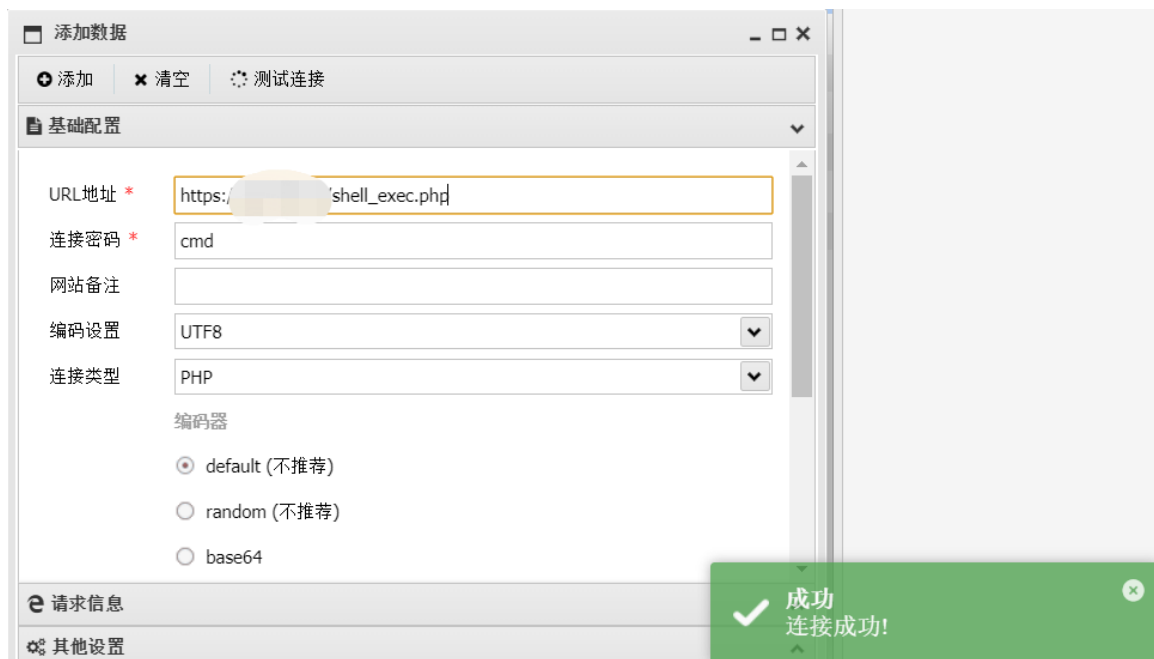 添加数据
添加 清空 测试连接
基础配置
URL地址 * https:/ /shell_exec.php
连接密码 * cmd
网站备注
编码设置 UTF8
连接类型 PHP
编码器
default (不推荐)
random (不推荐)
base64
请求信息
其他设置
成功
连接成功!